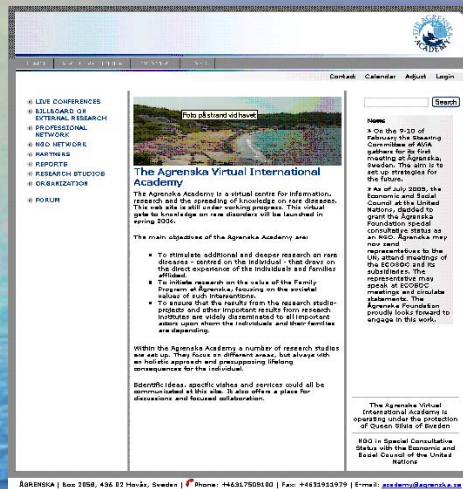 THE AGRENSKA ACADEMY
Contact Calendar Adjust Login
LIVE CONFERENCES
BILLBOARD ON
EXTERNAL RESEARCH
PROFESSIONAL
NETWORK
NGO NETWORK
PARTNERS
REPORTS
RESEARCH STUDIOS
ORGANIZATION
FORUM
Foto på strand vid havet
The Agrenska Virtual International
Academy
The Agrenska Academy is a virtual centre for information,
research and the spreading of knowledge on rare diseases.
This web site is still under working progress. This virtual
gate to knowledge on rare disorders will be launched in
spring 2006.
The main objectives of the Agrenska Academy are:
To stimulate additional and deeper research on rare
diseases - centred on the individual - that draws on
the direct experience of the individuals and families
afflicted.
To initiate research on the value of the Family
Program at Ågrenska, focusing on the societal
values of such interventions.
To ensure that the results from the research studio-
projects and other important results from research
institutes are widely disseminated to all important
actors upon whom the individuals and their families
are depending.
Within the Agrenska Academy a number of research studios
are set up. They focus on different areas, but always with
an holistic approach and presupposing lifelong
consequences for the individual.
Scientific ideas, specific wishes and services could all be
communicated at this site. It also offers a place for
discussions and focused collaboration.
Search
News
> On the 9-10 of
February the Steering
Committee of AVIA
gathers for its first
meeting at Ågrenska,
Sweden. The aim is to
set up strategies for
the future.
> As of July 2005, the
Economic and Social
Council at the United
Nations, decided to
grant the Ågrenska
Foundation special
consultative status as
an NGO. Ågrenska may
now send
representatives to the
UN, attend meetings of
the ECOSOC and its
subsidiaries. The
representative may
speak at ECOSOC
meetings and circulate
statements. The
Ågrenska Foundation
proudly looks forward to
engage in this work.
The Agrenska Virtual
International Academy is
operating under the protection
of Queen Silvia of Sweden
NGO in Special Consultative
Status with the Economic and
Social Council of the United
Nations
ÅGRENSKA | Box 2058, 436 02 Hovås, Sweden | Phone: +4631750910 | Fax: +4631911979 | E-mail: academy@agrenska.se